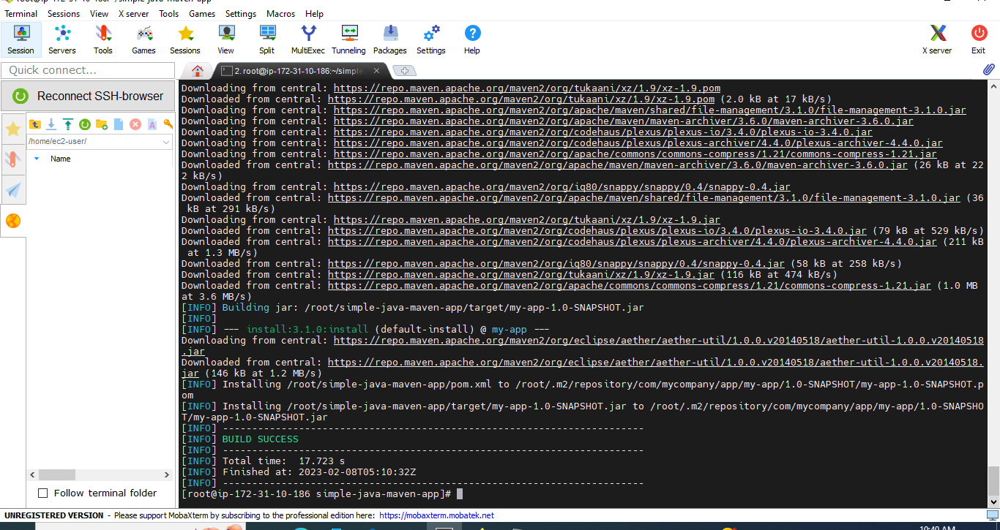 root@ip-172-31-10-186:~/simple-java-maven-app
Terminal Sessions View X server Tools Games Settings Macros Help
Session Servers Tools Games Sessions View Split MultiExec Tunneling Packages Settings Help X server Exit
Quick connect...
2. root@ip-172-31-10-186:~/simple
Reconnect SSH-browser
/home/ec2-user/
Name
Follow terminal folder
Downloading from central: https://repo.maven.apache.org/maven2/org/tukaani/xz/1.9/xz-1.9.pom
Downloaded from central: https://repo.maven.apache.org/maven2/org/tukaani/xz/1.9/xz-1.9.pom (2.0 kB at 17 kB/s)
Downloading from central: https://repo.maven.apache.org/maven2/org/apache/maven/shared/file-management/3.1.0/file-management-3.1.0.jar
Downloading from central: https://repo.maven.apache.org/maven2/org/apache/maven/maven-archiver/3.6.0/maven-archiver-3.6.0.jar
Downloading from central: https://repo.maven.apache.org/maven2/org/codehaus/plexus/plexus-io/3.4.0/plexus-io-3.4.0.jar
Downloading from central: https://repo.maven.apache.org/maven2/org/codehaus/plexus/plexus-archiver/4.4.0/plexus-archiver-4.4.0.jar
Downloading from central: https://repo.maven.apache.org/maven2/org/apache/commons/commons-compress/1.21/commons-compress-1.21.jar
Downloaded from central: https://repo.maven.apache.org/maven2/org/apache/maven/maven-archiver/3.6.0/maven-archiver-3.6.0.jar (26 kB at 22
2 kB/s)
Downloading from central: https://repo.maven.apache.org/maven2/org/iq80/snappy/snappy/0.4/snappy-0.4.jar
Downloaded from central: https://repo.maven.apache.org/maven2/org/apache/maven/shared/file-management/3.1.0/file-management-3.1.0.jar (36
kB at 291 kB/s)
Downloading from central: https://repo.maven.apache.org/maven2/org/tukaani/xz/1.9/xz-1.9.jar
Downloaded from central: https://repo.maven.apache.org/maven2/org/codehaus/plexus/plexus-io/3.4.0/plexus-io-3.4.0.jar (79 kB at 529 kB/s)
Downloaded from central: https://repo.maven.apache.org/maven2/org/codehaus/plexus/plexus-archiver/4.4.0/plexus-archiver-4.4.0.jar (211 kB
at 1.3 MB/s)
Downloaded from central: https://repo.maven.apache.org/maven2/org/iq80/snappy/snappy/0.4/snappy-0.4.jar (58 kB at 258 kB/s)
Downloaded from central: https://repo.maven.apache.org/maven2/org/tukaani/xz/1.9/xz-1.9.jar (116 kB at 474 kB/s)
Downloaded from central: https://repo.maven.apache.org/maven2/org/apache/commons/commons-compress/1.21/commons-compress-1.21.jar (1.0 MB
at 3.6 MB/s)
[INFO] Building jar: /root/simple-java-maven-app/target/my-app-1.0-SNAPSHOT.jar
[INFO]
[INFO] --- install:3.1.0:install (default-install) @ my-app ---
Downloading from central: https://repo.maven.apache.org/maven2/org/eclipse/aether/aether-util/1.0.0.v20140518/aether-util-1.0.0.v20140518
.jar
Downloaded from central: https://repo.maven.apache.org/maven2/org/eclipse/aether/aether-util/1.0.0.v20140518/aether-util-1.0.0.v20140518.
jar (146 kB at 1.2 MB/s)
[INFO] Installing /root/simple-java-maven-app/pom.xml to /root/.m2/repository/com/mycompany/app/my-app/1.0-SNAPSHOT/my-app-1.0-SNAPSHOT.p
om
[INFO] Installing /root/simple-java-maven-app/target/my-app-1.0-SNAPSHOT.jar to /root/.m2/repository/com/mycompany/app/my-app/1.0-SNAPSHO
T/my-app-1.0-SNAPSHOT.jar
[INFO] ------------------------------------------------------------------------
[INFO] BUILD SUCCESS
[INFO] ------------------------------------------------------------------------
[INFO] Total time:  17.723 s
[INFO] Finished at: 2023-02-08T05:10:32Z
[INFO] ------------------------------------------------------------------------
[root@ip-172-31-10-186 simple-java-maven-app]#
UNREGISTERED VERSION - Please support MobaXterm by subscribing to the professional edition here: https://mobaxterm.mobatek.net
10:40 AM